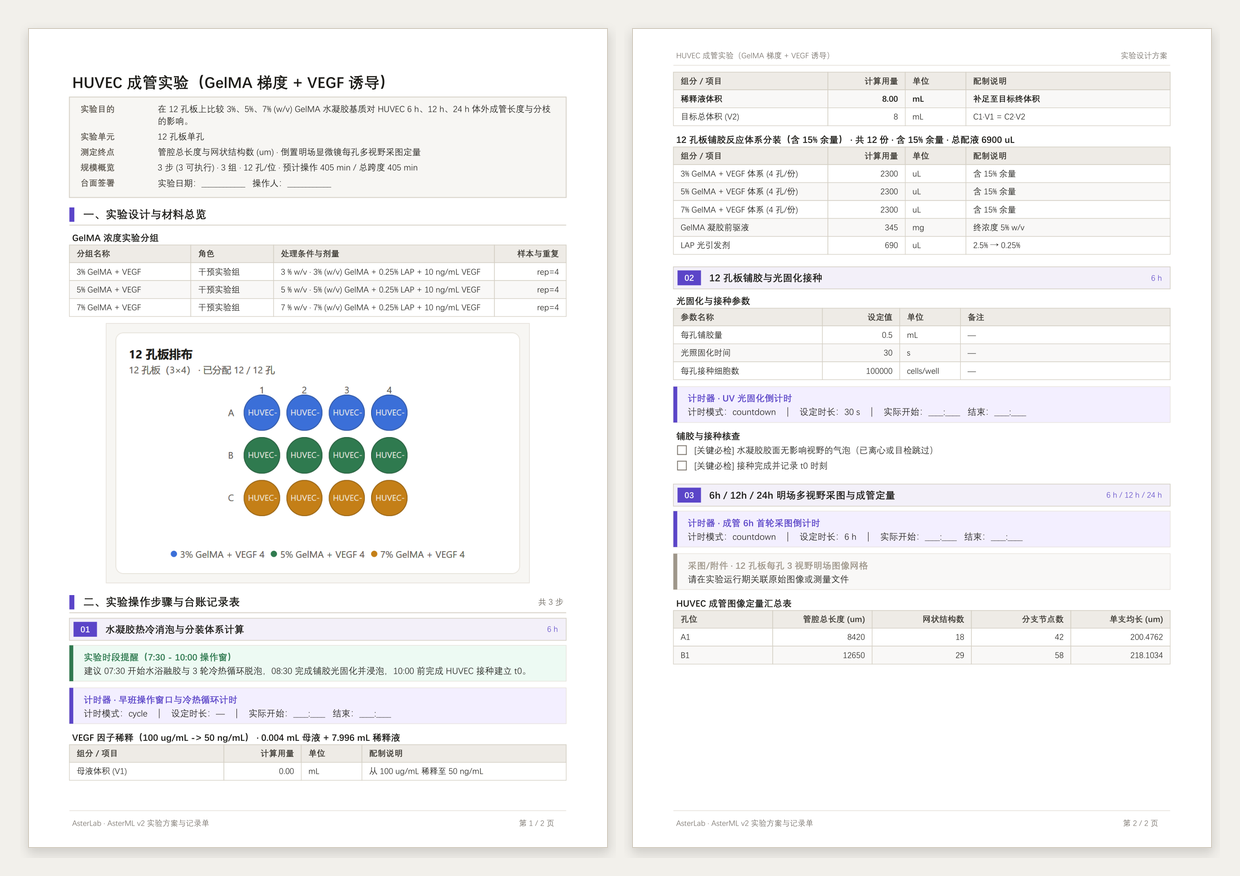 HUVEC 成管实验（GelMA 梯度 + VEGF 诱导）
实验目的 在 12 孔板上比较 3%、5%、7% (w/v) GelMA 水凝胶基质对 HUVEC 6 h、12 h、24 h 体外成管长度与分枝
的影响。
实验单元 12 孔板单孔
测定终点 管腔总长度与网状结构数 (um) · 倒置明场显微镜每孔多视野采图定量
规模概览 3 步 (3 可执行) · 3 组 · 12 孔/位 · 预计操作 405 min / 总跨度 405 min
台面签署 实验日期：_________ 操作人：_________
一、实验设计与材料总览
GelMA 浓度实验分组
分组名称 角色 处理条件与剂量 样本与重复
3% GelMA + VEGF 干预实验组 3 % w/v · 3% (w/v) GelMA + 0.25% LAP + 10 ng/mL VEGF rep=4
5% GelMA + VEGF 干预实验组 5 % w/v · 5% (w/v) GelMA + 0.25% LAP + 10 ng/mL VEGF rep=4
7% GelMA + VEGF 干预实验组 7 % w/v · 7% (w/v) GelMA + 0.25% LAP + 10 ng/mL VEGF rep=4
12 孔板排布
12 孔板（3×4） · 已分配 12 / 12 孔
1 2 3 4
A HUVEC- HUVEC- HUVEC- HUVEC-
B HUVEC- HUVEC- HUVEC- HUVEC-
C HUVEC- HUVEC- HUVEC- HUVEC-
3% GelMA + VEGF 4 5% GelMA + VEGF 4 7% GelMA + VEGF 4
二、实验操作步骤与台账记录表 共 3 步
01 水凝胶热冷消泡与分装体系计算 6 h
实验时段提醒（7:30 - 10:00 操作窗）
建议 07:30 开始水浴融胶与 3 轮冷热循环脱泡，08:30 完成铺胶光固化并浸泡，10:00 前完成 HUVEC 接种建立 t0。
计时器 · 早班操作窗口与冷热循环计时
计时模式：cycle | 设定时长：— | 实际开始：___:___ 结束：___:___
VEGF 因子稀释（100 ug/mL -> 50 ng/mL） · 0.004 mL 母液 + 7.996 mL 稀释液
组分 / 项目 计算用量 单位 配制说明
母液体积 (V1) 0.00 mL 从 100 ug/mL 稀释至 50 ng/mL
AsterLab · AsterML v2 实验方案与记录单 第 1 / 2 页
HUVEC 成管实验（GelMA 梯度 + VEGF 诱导） 实验设计方案
组分 / 项目 计算用量 单位 配制说明
稀释液体积 8.00 mL 补足至目标终体积
目标总体积 (V2) 8 mL C1·V1 = C2·V2
12 孔板铺胶反应体系分装（含 15% 余量） · 共 12 份 · 含 15% 余量 · 总配液 6900 uL
组分 / 项目 计算用量 单位 配制说明
3% GelMA + VEGF 体系 (4 孔/份) 2300 uL 含 15% 余量
5% GelMA + VEGF 体系 (4 孔/份) 2300 uL 含 15% 余量
7% GelMA + VEGF 体系 (4 孔/份) 2300 uL 含 15% 余量
GelMA 凝胶前驱液 345 mg 终浓度 5% w/v
LAP 光引发剂 690 uL 2.5% → 0.25%
02 12 孔板铺胶与光固化接种 6 h
光固化与接种参数
参数名称 设定值 单位 备注
每孔铺胶量 0.5 mL —
光照固化时间 30 s —
每孔接种细胞数 100000 cells/well —
计时器 · UV 光固化倒计时
计时模式：countdown | 设定时长：30 s | 实际开始：___:___ 结束：___:___
铺胶与接种核查
[关键必检] 水凝胶胶面无影响视野的气泡（已离心或目检跳过）
[关键必检] 接种完成并记录 t0 时刻
03 6h / 12h / 24h 明场多视野采图与成管定量 6 h / 12 h / 24 h
计时器 · 成管 6h 首轮采图倒计时
计时模式：countdown | 设定时长：6 h | 实际开始：___:___ 结束：___:___
采图/附件 · 12 孔板每孔 3 视野明场图像网格
请在实验运行期关联原始图像或测量文件
HUVEC 成管图像定量汇总表
孔位 管腔总长度 (um) 网状结构数 分支节点数 单支均长 (um)
A1 8420 18 42 200.4762
B1 12650 29 58 218.1034
AsterLab · AsterML v2 实验方案与记录单 第 2 / 2 页